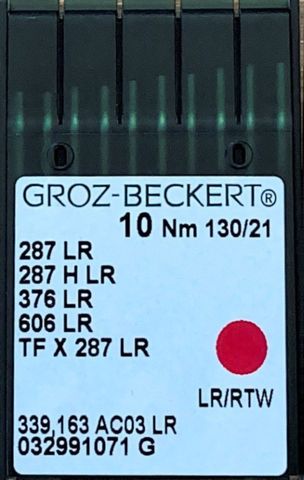 GROZ-BECKERT®
10 Nm 130/21
287 LR
287 H LR
376 LR
606 LR
TF X 287 LR
LR/RTW
339,163 AC03 LR
032991071 G